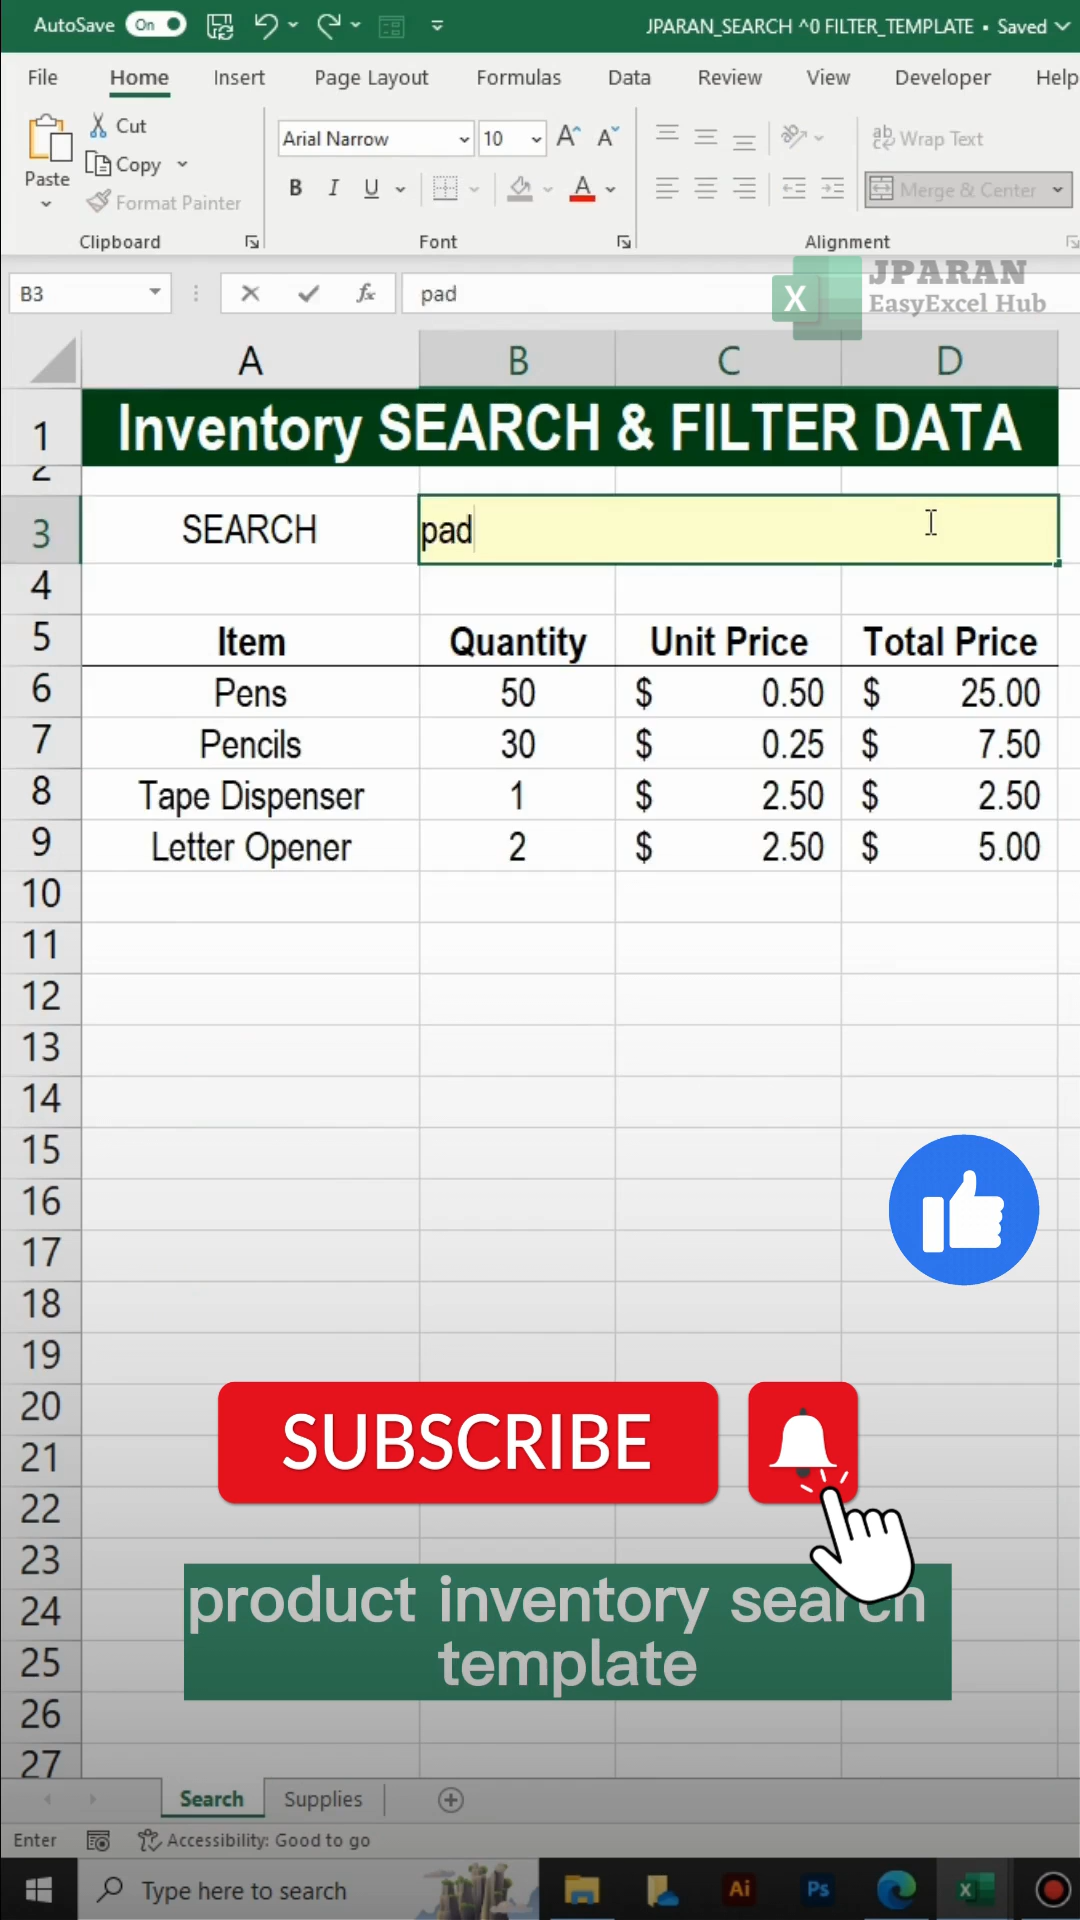 AutoSave On JPARAN_SEARCH ^0 FILTER_TEMPLATE • Saved
File Home Insert Page Layout Formulas Data Review View Developer Help
Cut
Copy
Paste
Format Painter
Arial Narrow 10
B I U A
Wrap Text
Merge & Center
Clipboard Font Alignment
B3 fx pad
JPARAN
EasyExcel Hub
A B C D
1 Inventory SEARCH & FILTER DATA
2
3 SEARCH pad
4
5 Item Quantity Unit Price Total Price
6 Pens 50 $ 0.50 $ 25.00
7 Pencils 30 $ 0.25 $ 7.50
8 Tape Dispenser 1 $ 2.50 $ 2.50
9 Letter Opener 2 $ 2.50 $ 5.00
10
11
12
13
14
15
16
17
18
19
20
21
SUBSCRIBE
22
23
24
25
26
27
product inventory search
template
Search Supplies
Enter Accessibility: Good to go
Type here to search Ai Ps X